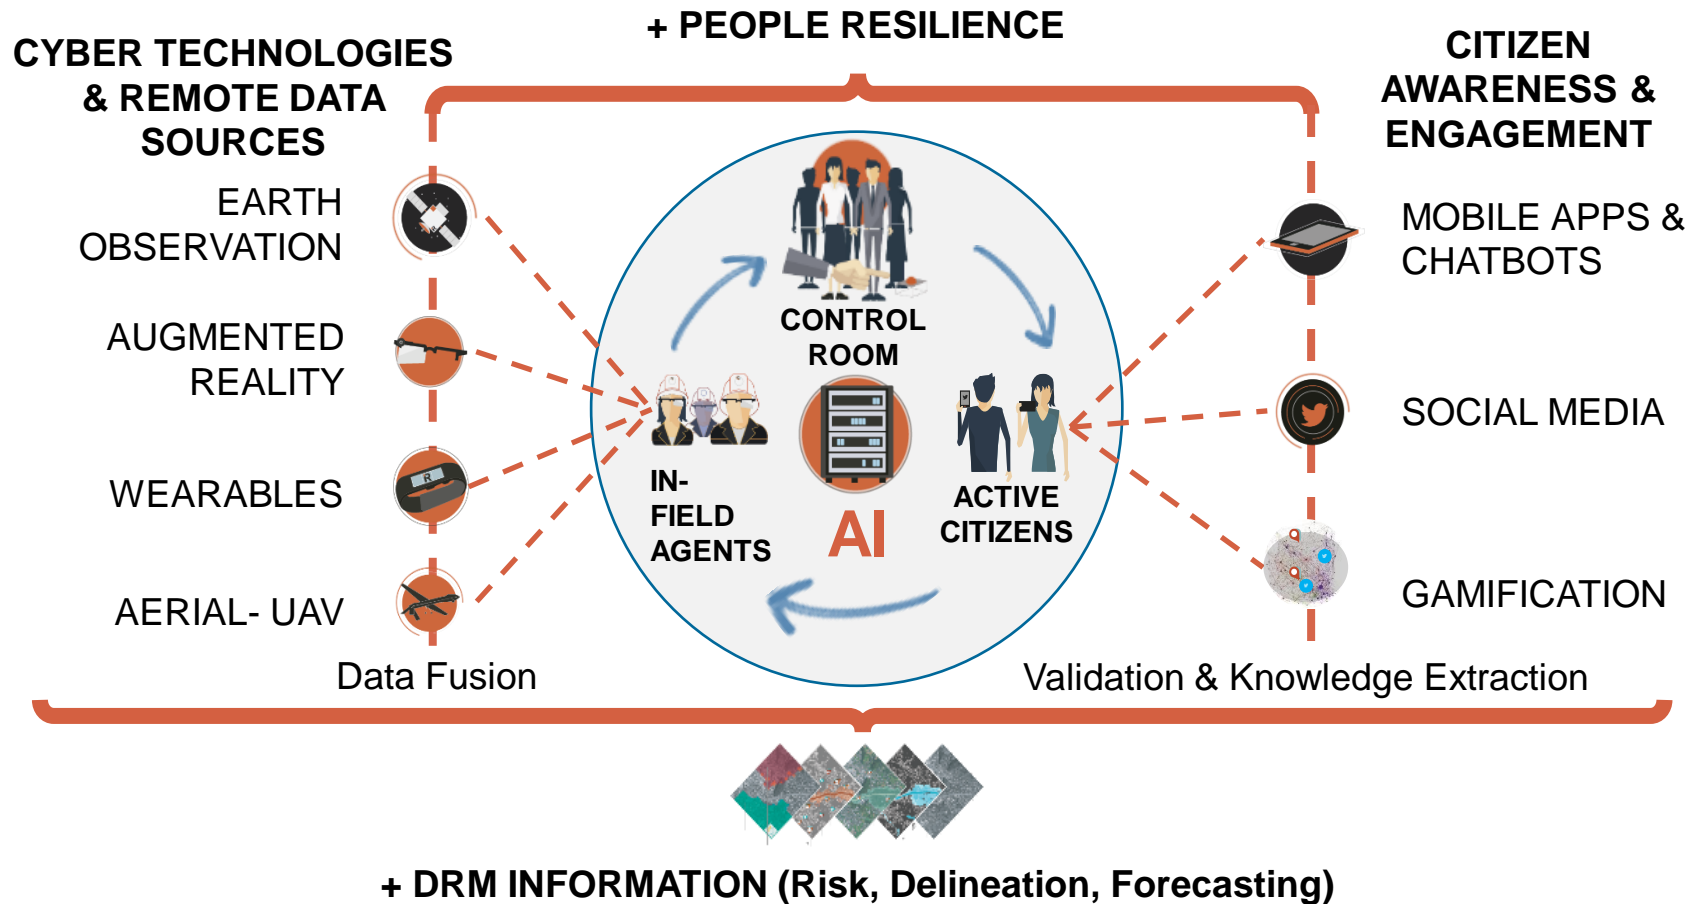 + PEOPLE RESILIENCE
CYBER TECHNOLOGIES
& REMOTE DATA
SOURCES
EARTH
OBSERVATION
AUGMENTED
REALITY
WEARABLES
AERIAL- UAV
Data Fusion
CONTROL
ROOM
IN-
FIELD
AGENTS
AI
ACTIVE
CITIZENS
CITIZEN
AWARENESS &
ENGAGEMENT
MOBILE APPS &
CHATBOTS
SOCIAL MEDIA
GAMIFICATION
Validation & Knowledge Extraction
R
+ DRM INFORMATION (Risk, Delineation, Forecasting)